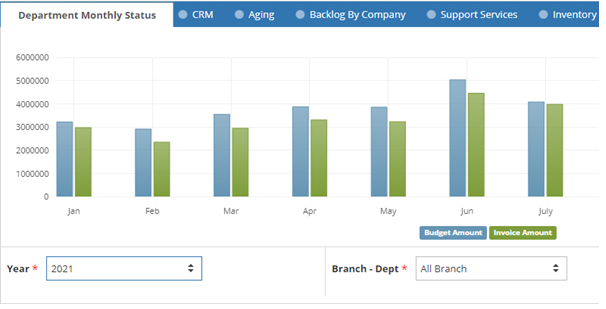 Department Monthly Status CRM Aging Backlog By Company Support Services Inventory
6000000
5000000
4000000
3000000
2000000
1000000
0
Jan Feb Mar Apr May Jun July
Budget Amount Invoice Amount
Year * 2021 Branch - Dept * All Branch